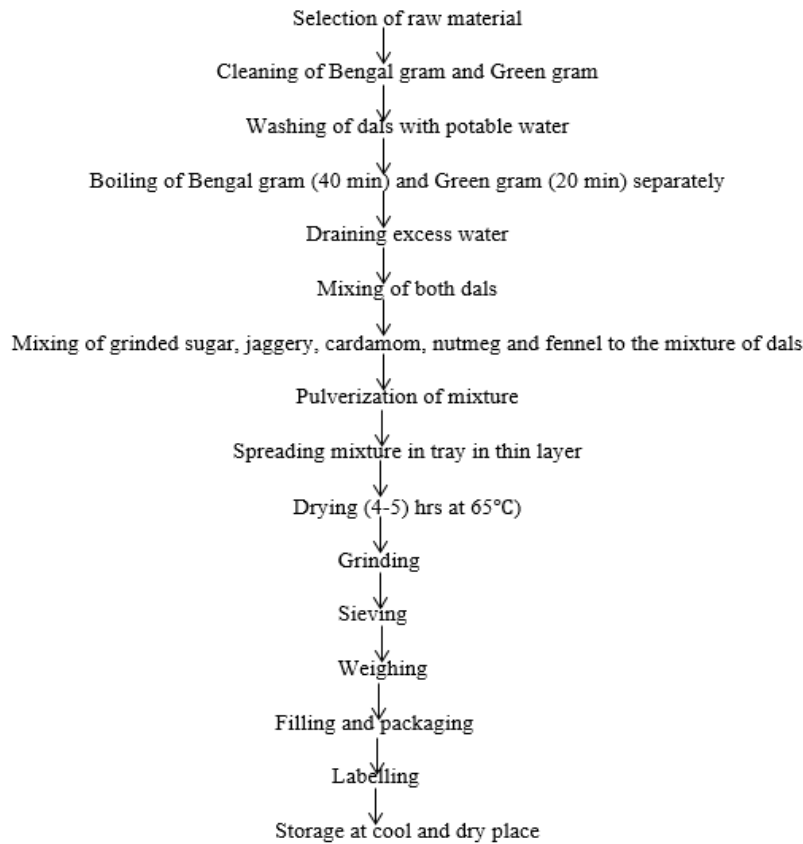 Selection of raw material
Cleaning of Bengal gram and Green gram
Washing of dals with potable water
Boiling of Bengal gram (40 min) and Green gram (20 min) separately
Draining excess water
Mixing of both dals
Mixing of grinded sugar, jaggery, cardamom, nutmeg and fennel to the mixture of dals
Pulverization of mixture
Spreading mixture in tray in thin layer
Drying (4-5) hrs at 65°C)
Grinding
Sieving
Weighing
Filling and packaging
Labelling
Storage at cool and dry place